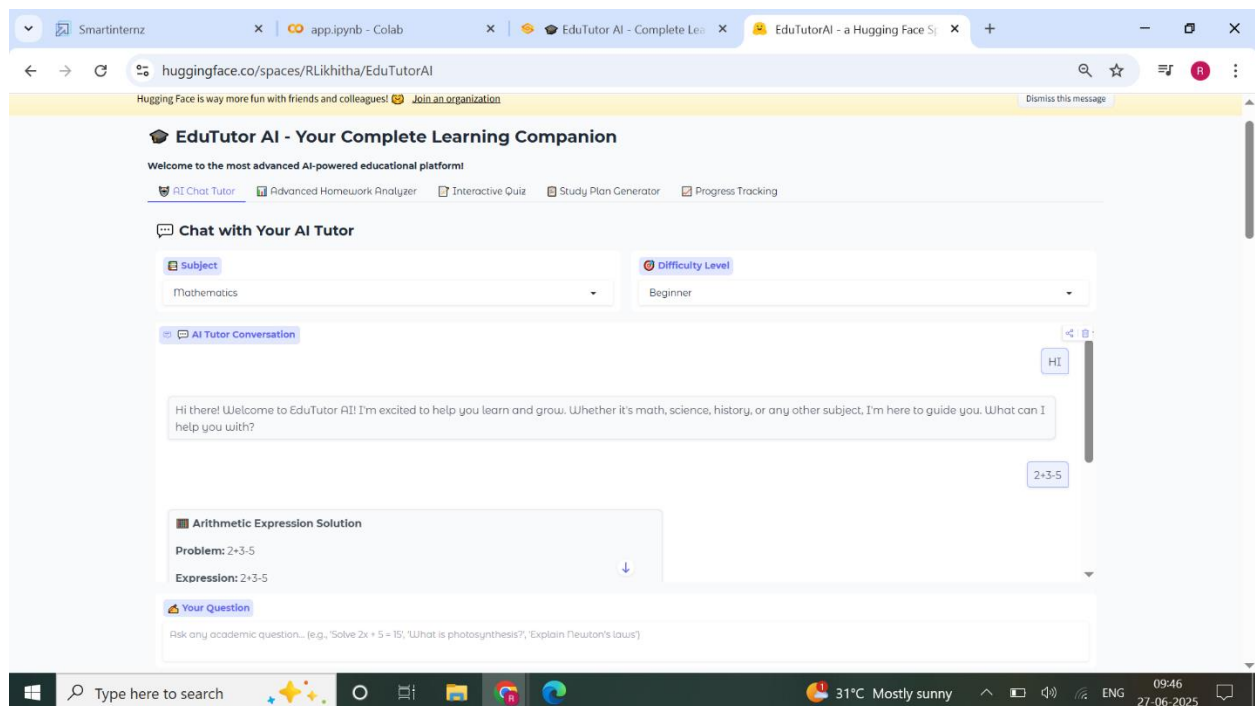 Smartinternz
app.ipynb - Colab
EduTutor AI - Complete Lea
EduTutorAI - a Hugging Face Sp
huggingface.co/spaces/RLikhitha/EduTutorAI
R
Hugging Face is way more fun with friends and colleagues! 🤗 Join an organization
Dismiss this message
🎓 EduTutor AI - Your Complete Learning Companion
Welcome to the most advanced AI-powered educational platform!
AI Chat Tutor
Advanced Homework Analyzer
Interactive Quiz
Study Plan Generator
Progress Tracking
💬 Chat with Your AI Tutor
Subject
Difficulty Level
Mathematics
Beginner
💬 AI Tutor Conversation
HI
Hi there! Welcome to EduTutor AI! I'm excited to help you learn and grow. Whether it's math, science, history, or any other subject, I'm here to guide you. What can I
help you with?
2+3-5
Arithmetic Expression Solution
Problem: 2+3-5
Expression: 2+3-5
Your Question
Ask any academic question... (e.g., 'Solve 2x + 5 = 15', 'What is photosynthesis?', 'Explain Newton's laws')
Type here to search
R
1
31°C Mostly sunny
ENG
09:46
27-06-2025